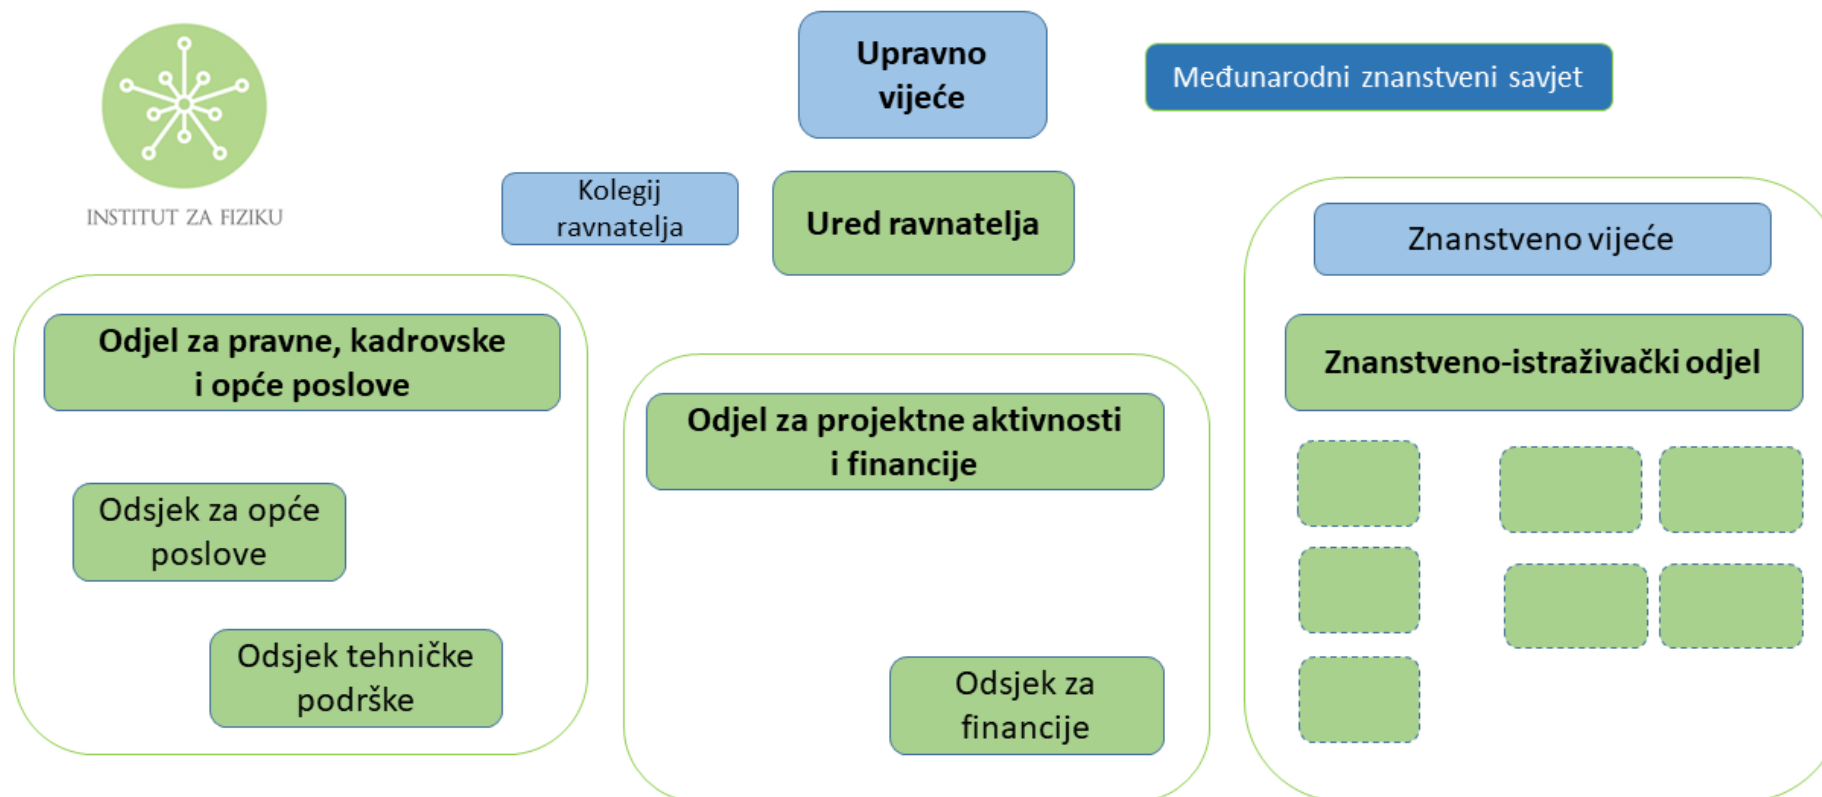 Upravno
vijeće
Međunarodni znanstveni savjet
INSTITUT ZA FIZIKU
Kolegij
ravnatelja
Ured ravnatelja
Znanstveno vijeće
Odjel za pravne, kadrovske
i opće poslove
Odjel za projektne aktivnosti
i financije
Znanstveno-istraživački odjel
Odsjek za opće
poslove
Odsjek tehničke
podrške
Odsjek za
financije